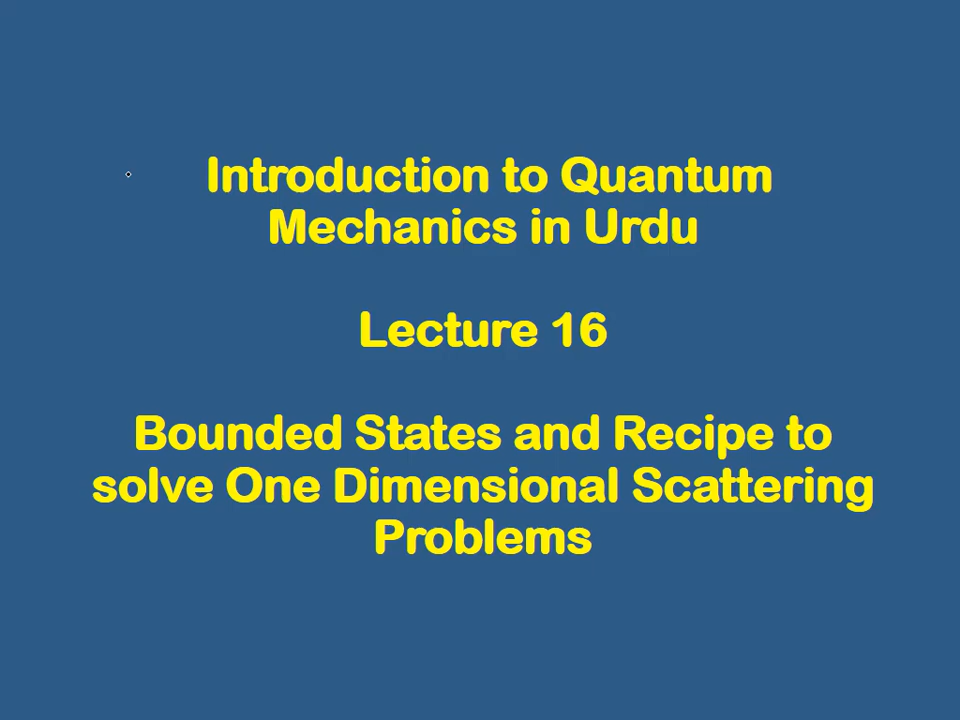 Introduction to Quantum
Mechanics in Urdu
Lecture 16
Bounded States and Recipe to
solve One Dimensional Scattering
Problems